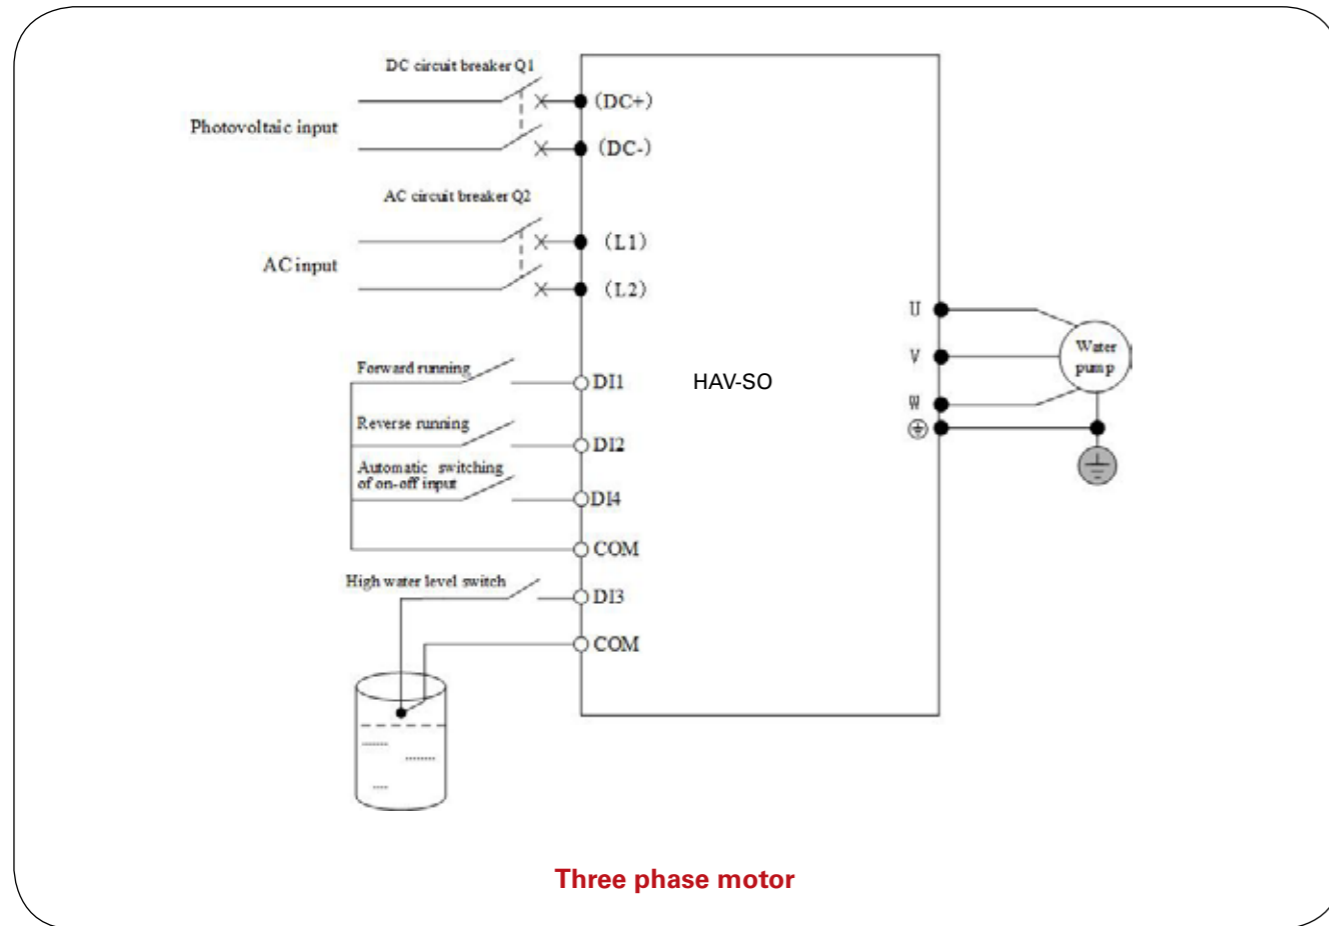 DC circuit breaker Q1
(DC+)
Photovoltaic input
(DC-)
AC circuit breaker Q2
(L1)
AC input
(L2)
U
Forward running
DI1
HAV-SO
V
Water
pump
W
Reverse running
DI2
Automatic switching
of on-off input
DI4
COM
High water level switch
DI3
COM
Three phase motor